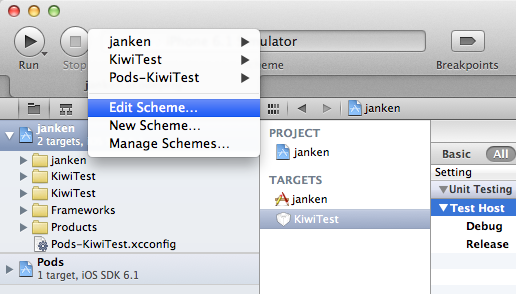 janken
KiwiTest
Pods-KiwiTest
ulator
Run
Stop
eme
Breakpoints
Edit Scheme...
New Scheme...
Manage Schemes...
janken
janken
2 targets,
janken
KiwiTest
KiwiTest
Frameworks
Products
Pods-KiwiTest.xcconfig
Pods
1 target, iOS SDK 6.1
PROJECT
janken
TARGETS
janken
KiwiTest
Basic
All
Setting
Unit Testing
Test Host
Debug
Release